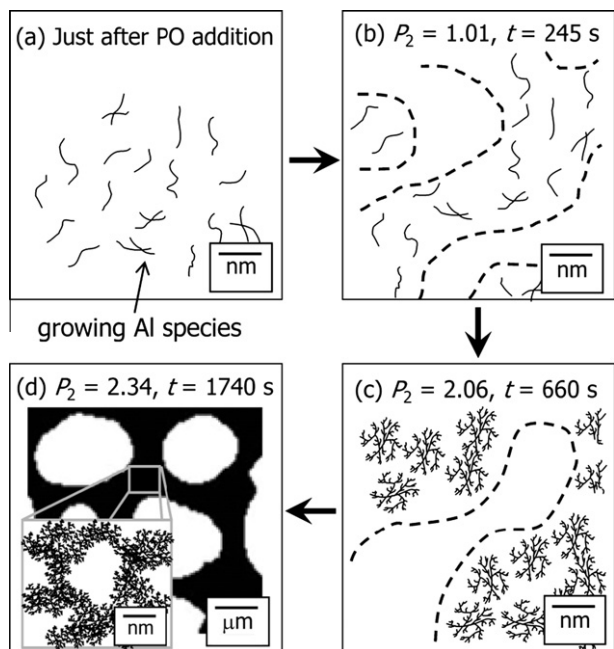 (a) Just after PO addition
nm
growing Al species
(b) P₂ = 1.01, t = 245 s
nm
(d) P₂ = 2.34, t = 1740 s
nm
μm
(c) P₂ = 2.06, t = 660 s
nm